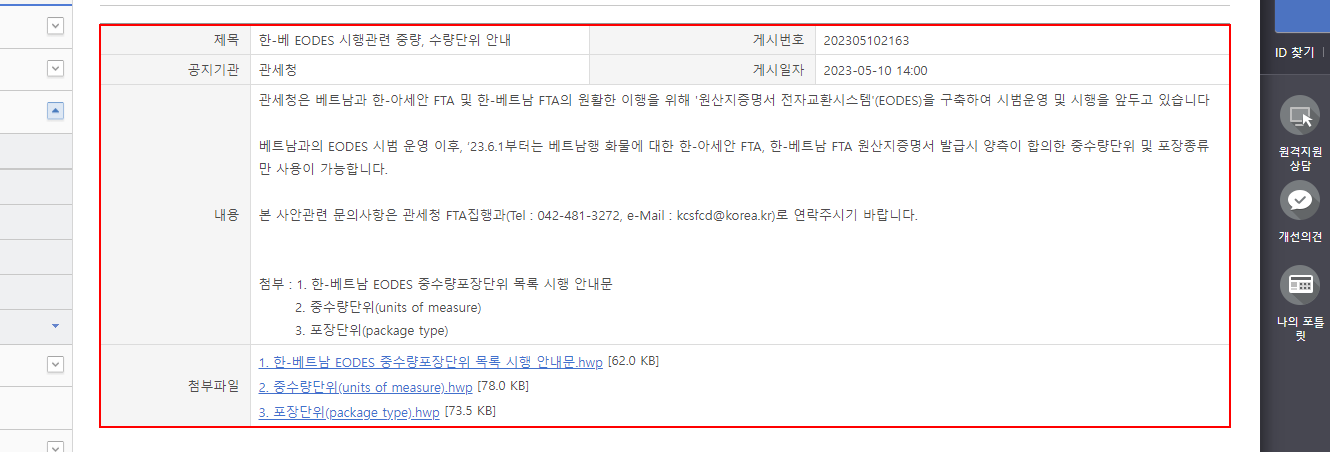 제목 한-베 EODES 시행관련 중량, 수량단위 안내 게시번호 202305102163
공지기관 관세청 게시일자 2023-05-10 14:00
관세청은 베트남과 한-아세안 FTA 및 한-베트남 FTA의 원활한 이행을 위해 '원산지증명서 전자교환시스템'(EODES)을 구축하여 시범운영 및 시행을 앞두고 있습니다
베트남과의 EODES 시범 운영 이후, '23.6.1부터는 베트남행 화물에 대한 한-아세안 FTA, 한-베트남 FTA 원산지증명서 발급시 양측이 합의한 중수량단위 및 포장종류
만 사용이 가능합니다.
내용 본 사안관련 문의사항은 관세청 FTA집행과(Tel : 042-481-3272, e-Mail : kcsfcd@korea.kr)로 연락주시기 바랍니다.
첨부 : 1. 한-베트남 EODES 중수량포장단위 목록 시행 안내문
2. 중수량단위(units of measure)
3. 포장단위(package type)
첨부파일
1. 한-베트남 EODES 중수량포장단위 목록 시행 안내문.hwp [62.0 KB]
2. 중수량단위(units of measure).hwp [78.0 KB]
3. 포장단위(package type).hwp [73.5 KB]
ID 찾기
원격지원
상담
개선의견
나의 포틀
릿